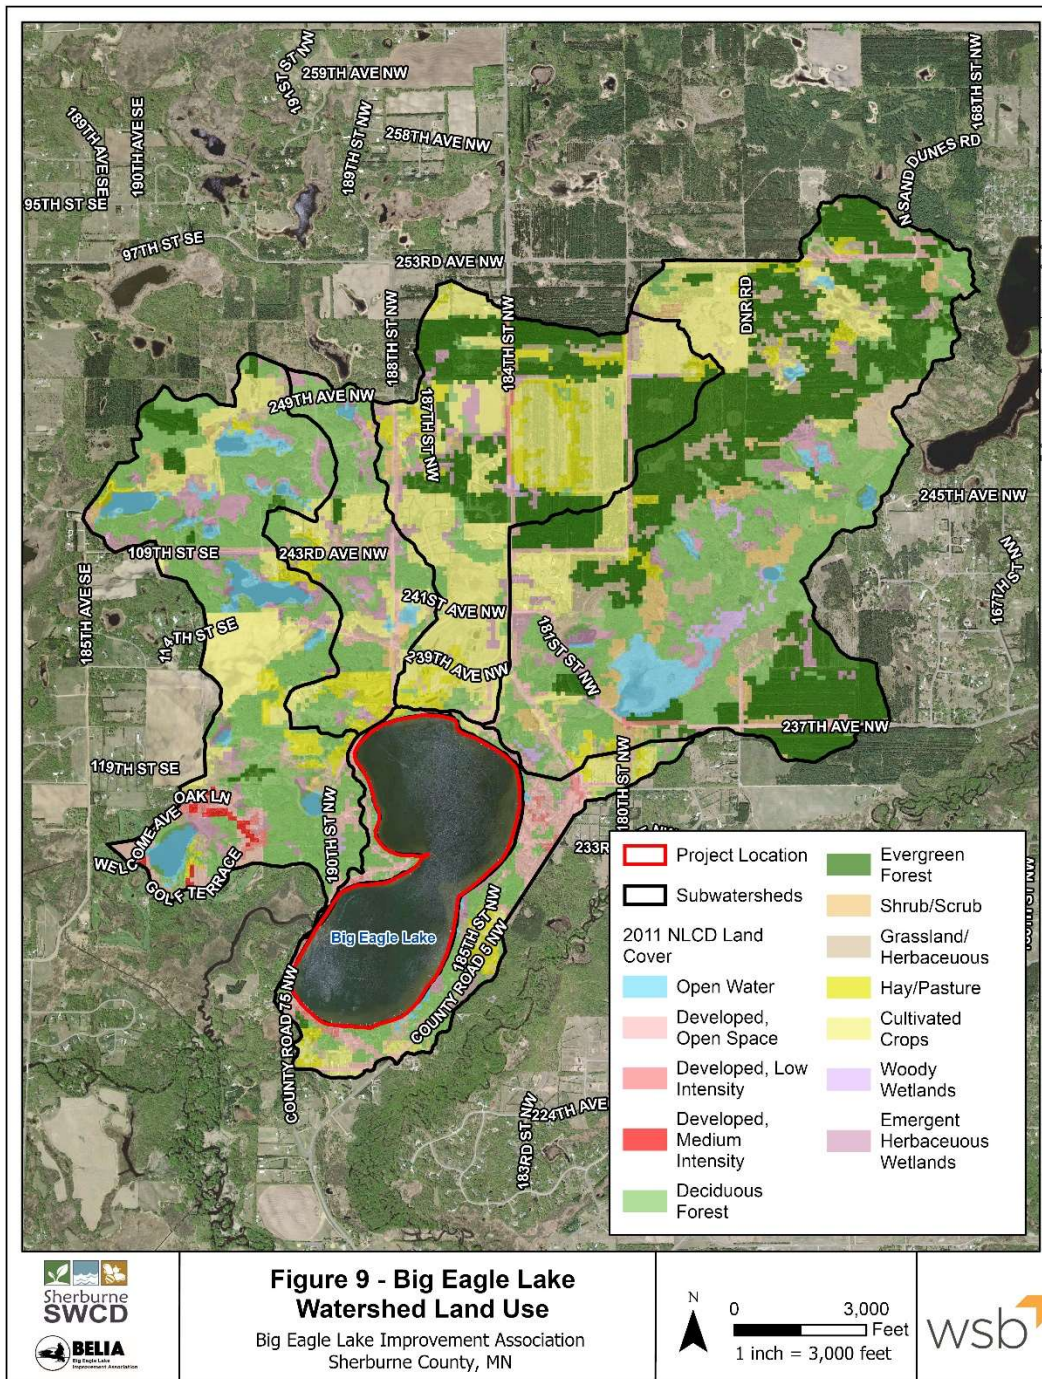 259TH AVE NW
191ST ST NW
168TH ST NW
189TH AVE SE
190TH AVE SE
189TH ST NW
258TH AVE NW
N SAND DUNES RD
95TH ST SE
97TH ST SE
253RD AVE NW
188TH ST NW
184TH ST NW
DNR RD
249TH AVE NW
187TH ST NW
245TH AVE NW
109TH ST SE
243RD AVE NW
167TH ST NW
185TH AVE SE
114TH ST SE
241ST AVE NW
181ST ST NW
239TH AVE NW
237TH AVE NW
119TH ST SE
OAK LN
180TH ST NW
WELCOME AVE
190TH ST NW
GOLF TERRACE
233R
Big Eagle Lake
185TH ST NW
COUNTY ROAD 5 NW
COUNTY ROAD 75 NW
224TH AVE
183RD ST NW
Project Location
Subwatersheds
2011 NLCD Land
Cover
Open Water
Developed,
Open Space
Developed, Low
Intensity
Developed,
Medium
Intensity
Deciduous
Forest
Evergreen
Forest
Shrub/Scrub
Grassland/
Herbaceuous
Hay/Pasture
Cultivated
Crops
Woody
Wetlands
Emergent
Herbaceuous
Wetlands
Sherburne
SWCD
BELIA
Big Eagle Lake
Improvement Association
Figure 9 - Big Eagle Lake
Watershed Land Use
Big Eagle Lake Improvement Association
Sherburne County, MN
N
0 3,000
Feet
1 inch = 3,000 feet
wsb